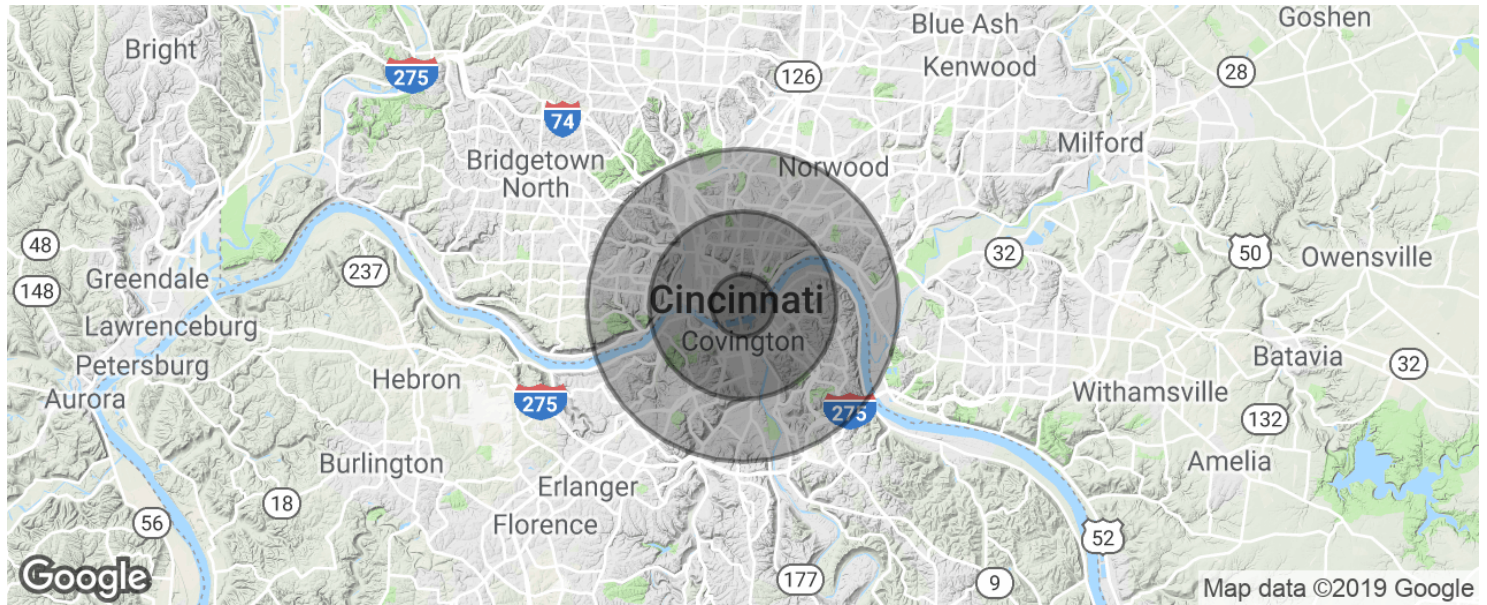 Goshen
Blue Ash
Bright
Kenwood
28
275
126
74
Milford
Bridgetown
North
Norwood
48
50
32
Owensville
237
Greendale
148
Cincinnati
Lawrenceburg
Covington
Batavia
Petersburg
32
Hebron
Withamsville
Aurora
275
275
132
Burlington
Amelia
Erlanger
18
Florence
56
52
Google
177
9
Map data ©2019 Google